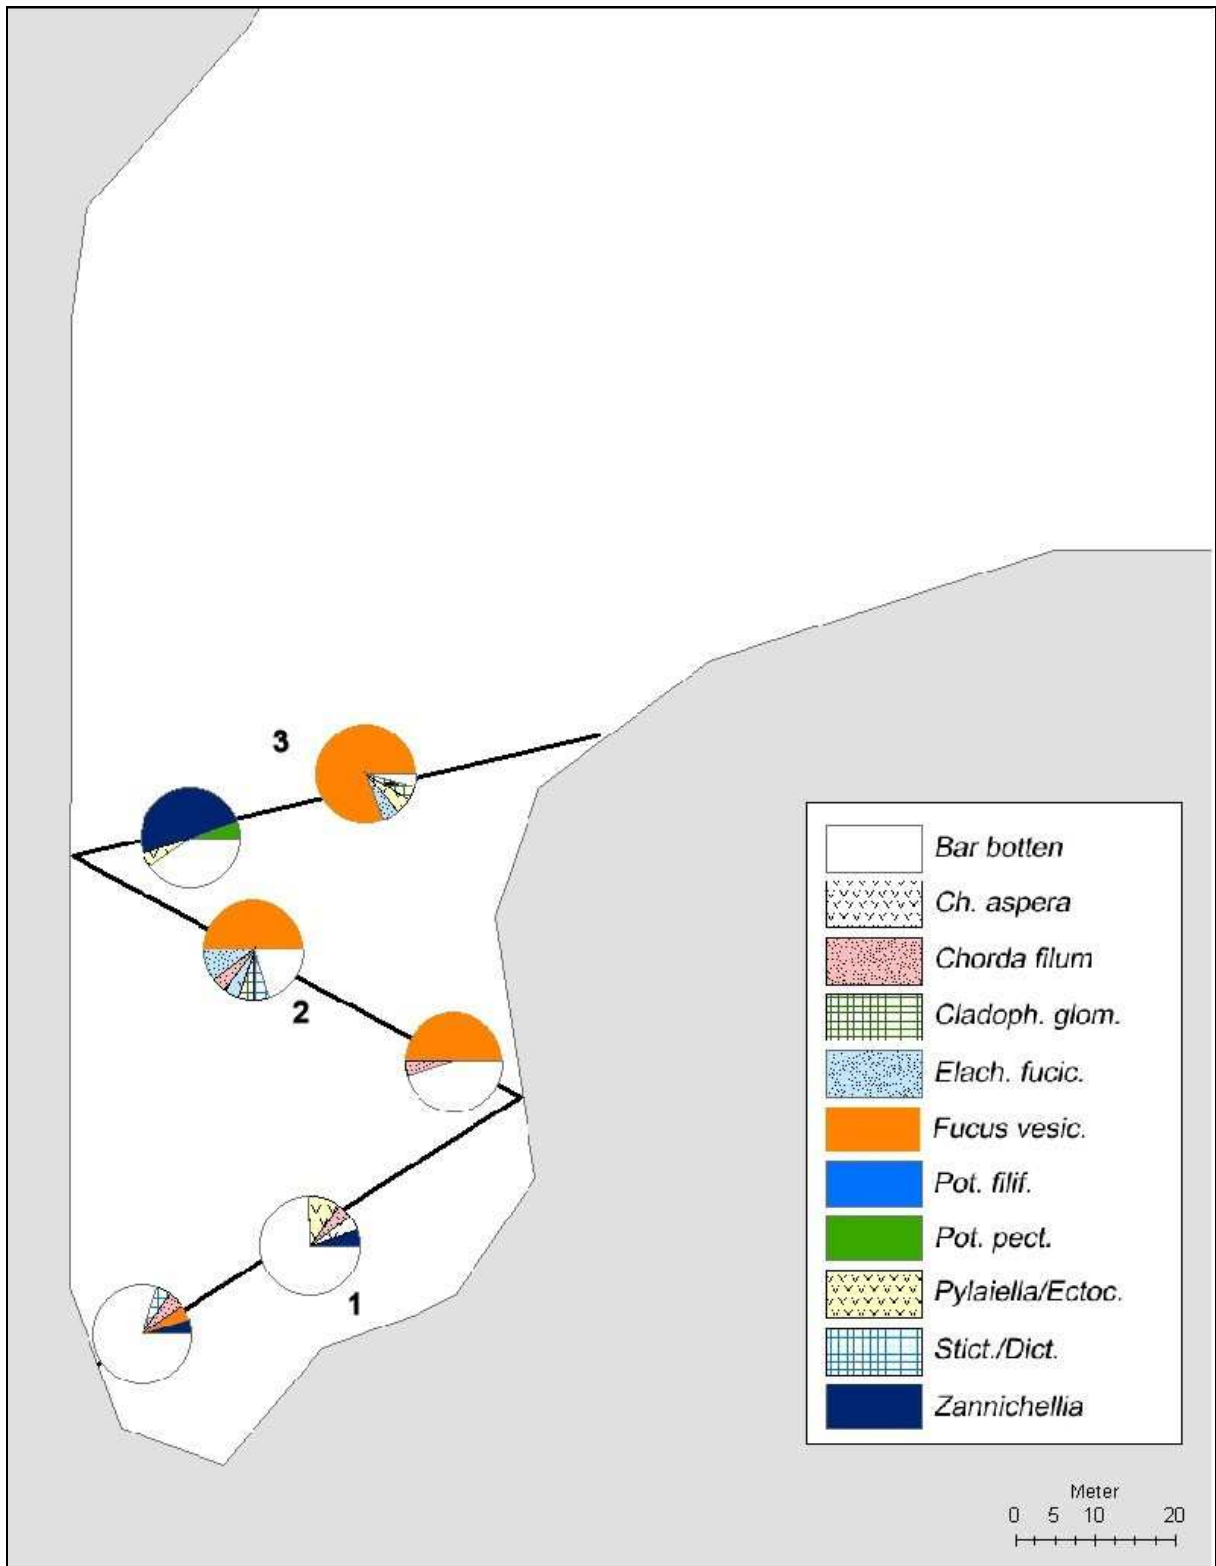 3
2
1
Bar botten
Ch. aspera
Chorda filum
Cladoph. glom.
Elach. fucic.
Fucus vesic.
Pot. filif.
Pot. pect.
Pylaiella/Ectoc.
Stict./Dict.
Zannichellia
Meter
0 5 10 20